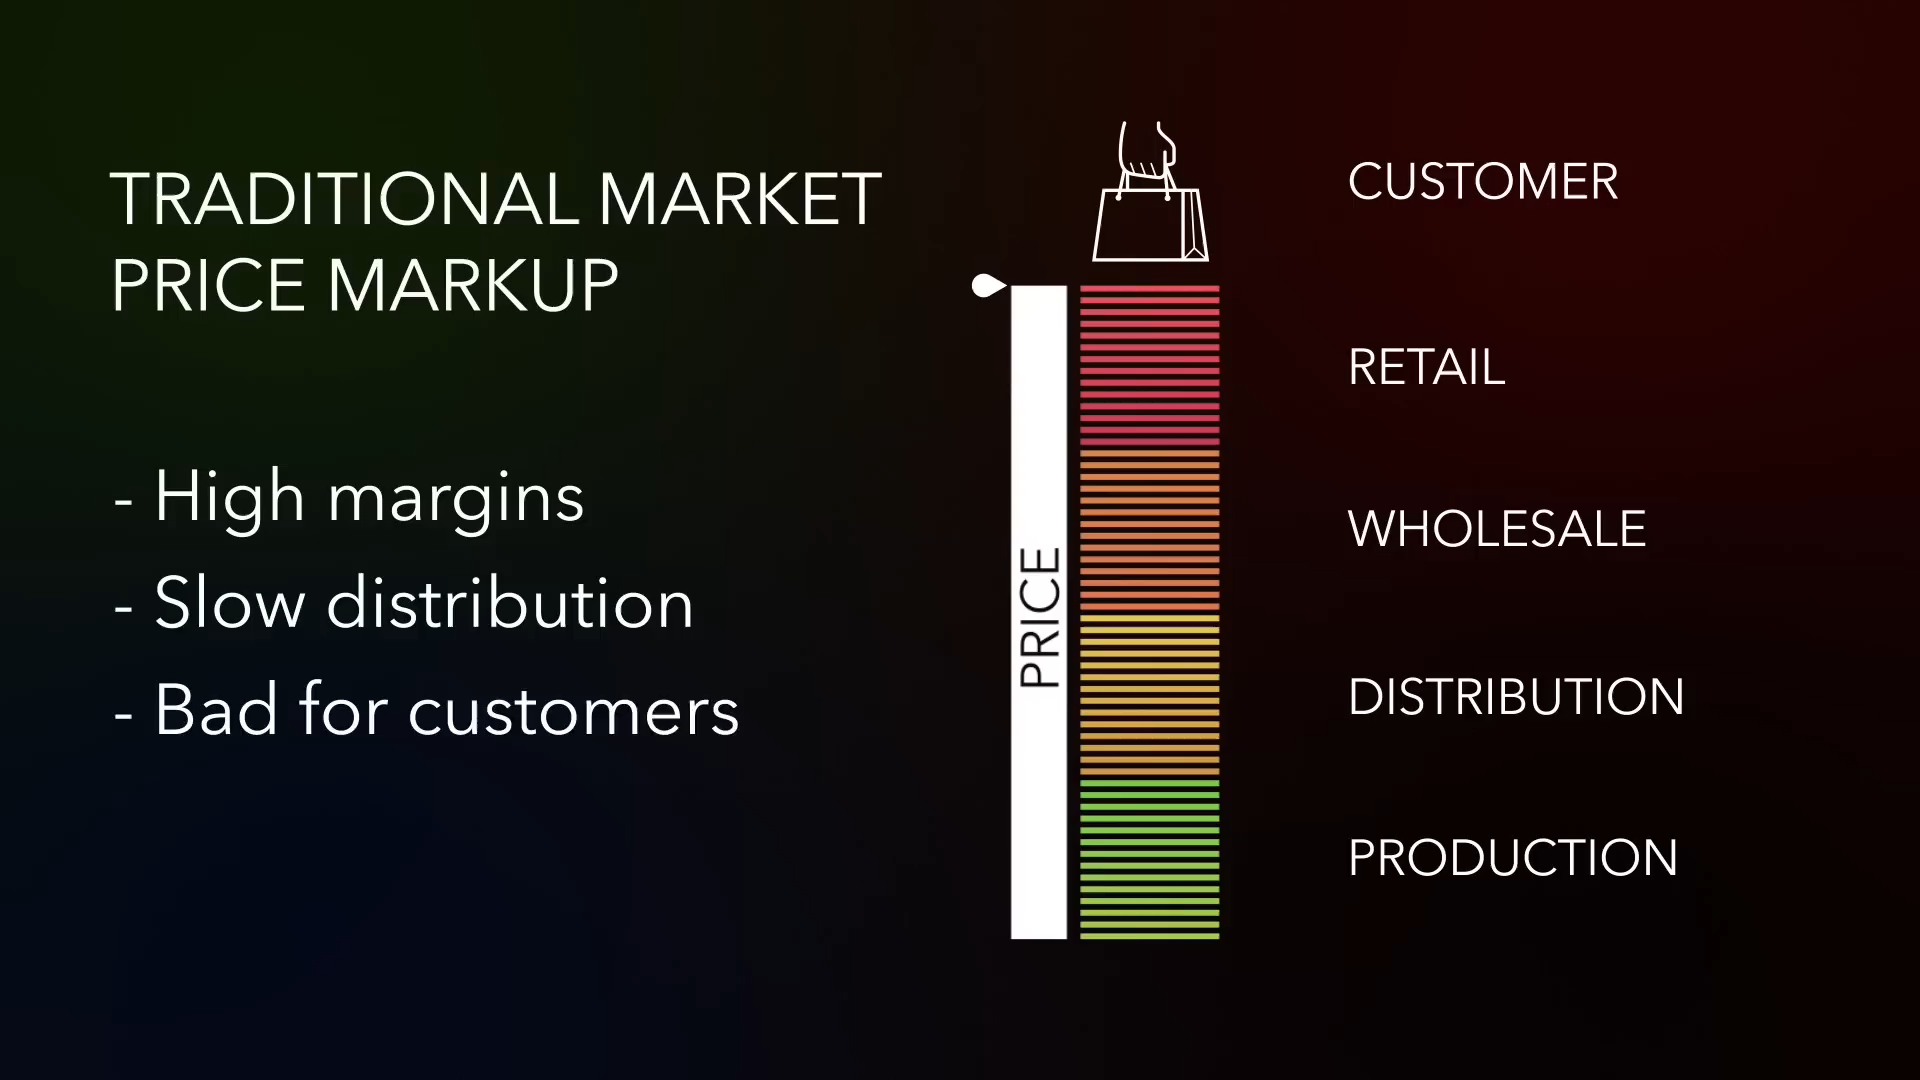 TRADITIONAL MARKET
PRICE MARKUP
- High margins
- Slow distribution
- Bad for customers
PRICE
CUSTOMER
RETAIL
WHOLESALE
DISTRIBUTION
PRODUCTION